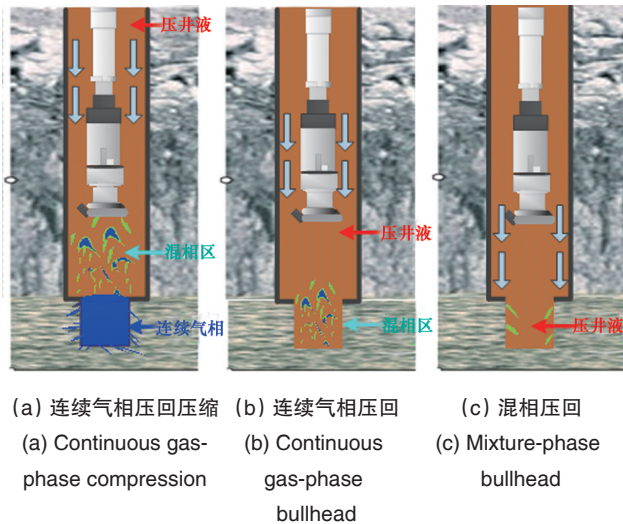 压井液
混相区
连续气相
压井液
混相区
压井液
(a) 连续气相压回压缩
(a) Continuous gas-
phase compression
(b) 连续气相压回
(b) Continuous
gas-phase
bullhead
(c) 混相压回
(c) Mixture-phase
bullhead